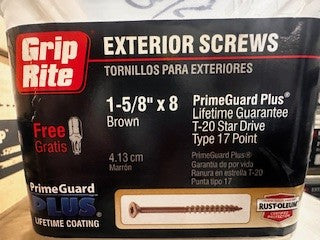 Grip
Rite
EXTERIOR SCREWS
TORNILLOS PARA EXTERIORES
1-5/8" x 8
Brown
4.13 cm
Marrón
PrimeGuard Plus®
Lifetime Guarantee
T-20 Star Drive
Type 17 Point
PrimeGuard Plus®
Garantía de por vida
Ranura en estrella T-20
Punta tipo 17
Free
Gratis
PrimeGuard
PLUS
LIFETIME COATING
RUST-OLEUM
CERTIFIED
PROTECTION